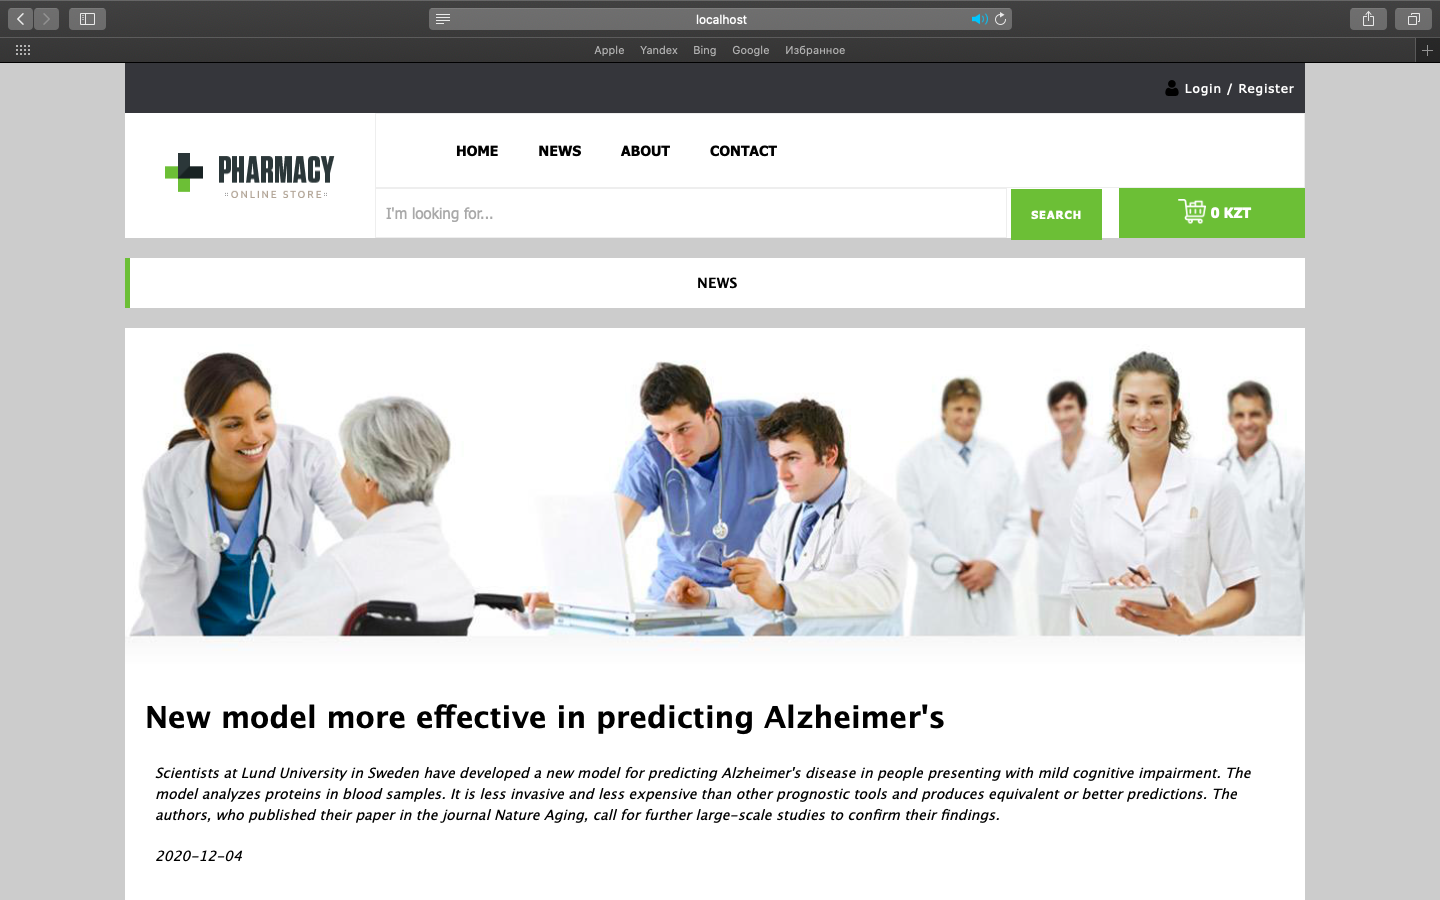 localhost
Apple Yandex Bing Google Избранное
Login / Register
PHARMACY
ONLINE STORE
HOME NEWS ABOUT CONTACT
I'm looking for...
SEARCH
0 KZT
NEWS
New model more effective in predicting Alzheimer's
Scientists at Lund University in Sweden have developed a new model for predicting Alzheimer's disease in people presenting with mild cognitive impairment. The
model analyzes proteins in blood samples. It is less invasive and less expensive than other prognostic tools and produces equivalent or better predictions. The
authors, who published their paper in the journal Nature Aging, call for further large-scale studies to confirm their findings.
2020-12-04